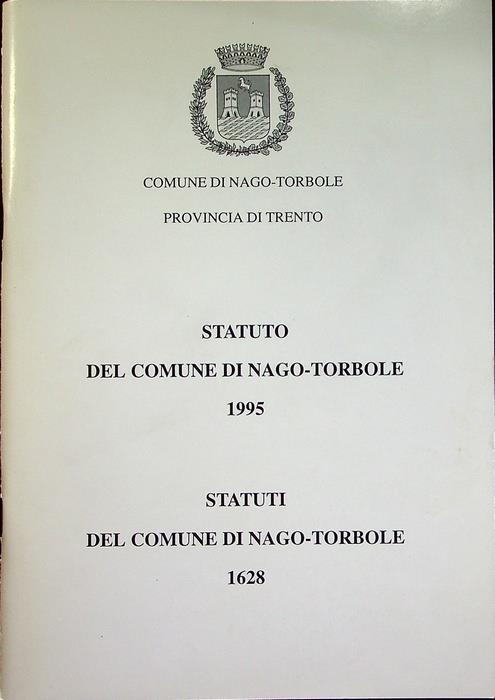 COMUNE DI NAGO-TORBOLE
PROVINCIA DI TRENTO
STATUTO
DEL COMUNE DI NAGO-TORBOLE
1995
STATUTI
DEL COMUNE DI NAGO-TORBOLE
1628